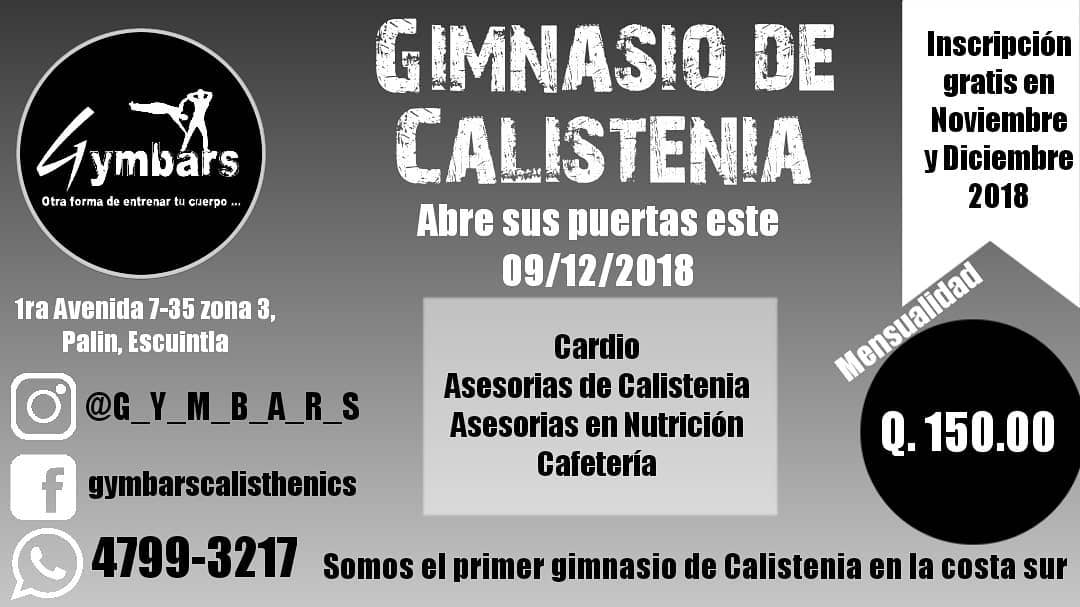 Gymbars
Otra forma de entrenar tu cuerpo ...
1ra Avenida 7-35 zona 3,
Palin, Escuintla
@G_Y_M_B_A_R_S
gymbarscalisthenics
4799-3217
GIMNASIO DE
CALISTENIA
Abre sus puertas este
09/12/2018
Cardio
Asesorias de Calistenia
Asesorias en Nutrición
Cafetería
Inscripción
gratis en
Noviembre
y Diciembre
2018
Mensualidad
Q. 150.00
Somos el primer gimnasio de Calistenia en la costa sur